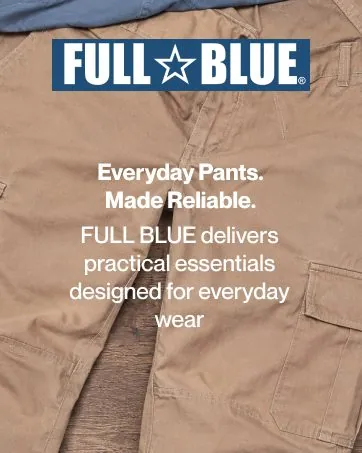 FULL☆BLUE®
Everyday Pants.
Made Reliable.
FULL BLUE delivers
practical essentials
designed for everyday
wear